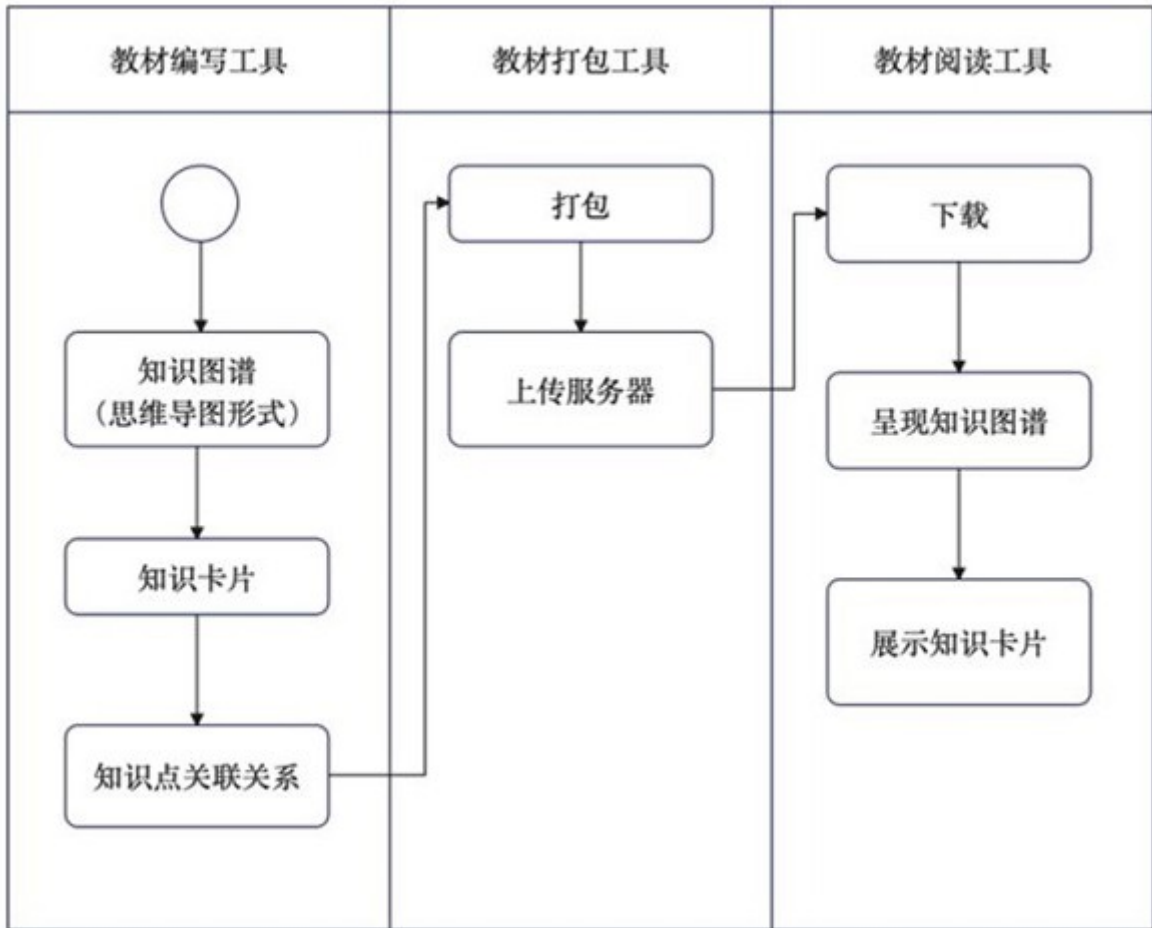 教材编写工具
教材打包工具
教材阅读工具
知识图谱
（思维导图形式）
知识卡片
知识点关联关系
打包
上传服务器
下载
呈现知识图谱
展示知识卡片